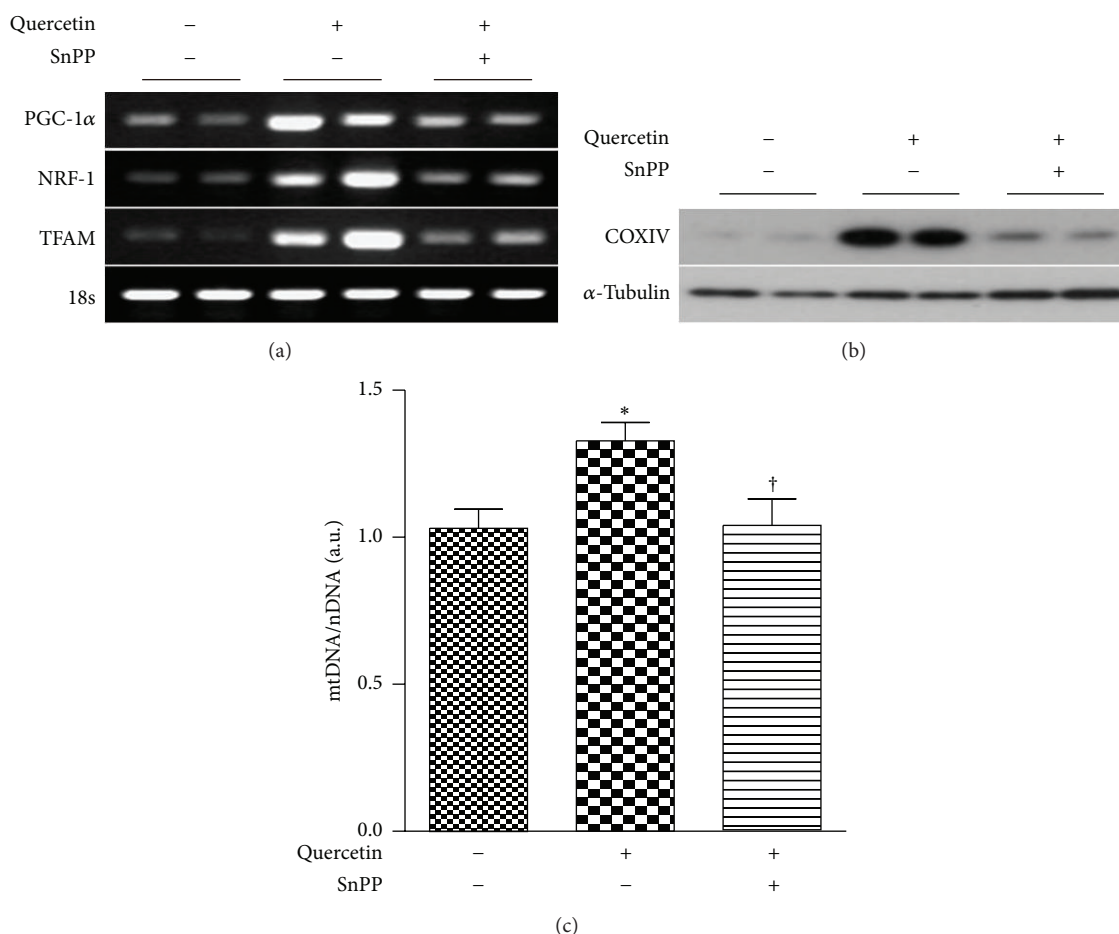 Quercetin − + +
SnPP − − +
PGC-1α
NRF-1
TFAM
18s
(a)
Quercetin − + +
SnPP − − +
COXIV
α-Tubulin
(b)
mtDNA/nDNA (a.u.)
1.5
1.0
0.5
0.0
*
†
Quercetin − + +
SnPP − − +
(c)